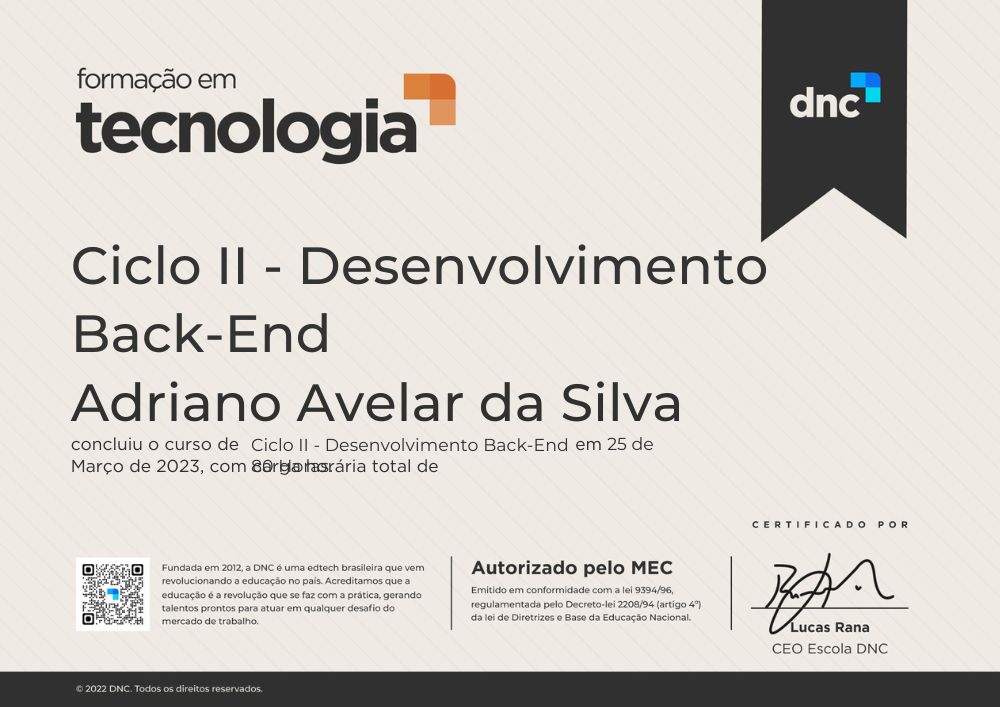 formação em
tecnologia
dnc
Ciclo II - Desenvolvimento
Back-End
Adriano Avelar da Silva
concluiu o curso de Ciclo II - Desenvolvimento Back-End em 25 de
Março de 2023, com carga horária total de
80 Horas.
CERTIFICADO POR
Fundada em 2012, a DNC é uma edtech brasileira que vem
revolucionando a educação no país. Acreditamos que a
educação é a revolução que se faz com a prática, gerando
talentos prontos para atuar em qualquer desafio do
mercado de trabalho.
Autorizado pelo MEC
Emitido em conformidade com a lei 9394/96,
regulamentada pelo Decreto-lei 2208/94 (artigo 4º)
da lei de Diretrizes e Base da Educação Nacional.
Lucas Rana
CEO Escola DNC
© 2022 DNC. Todos os direitos reservados.